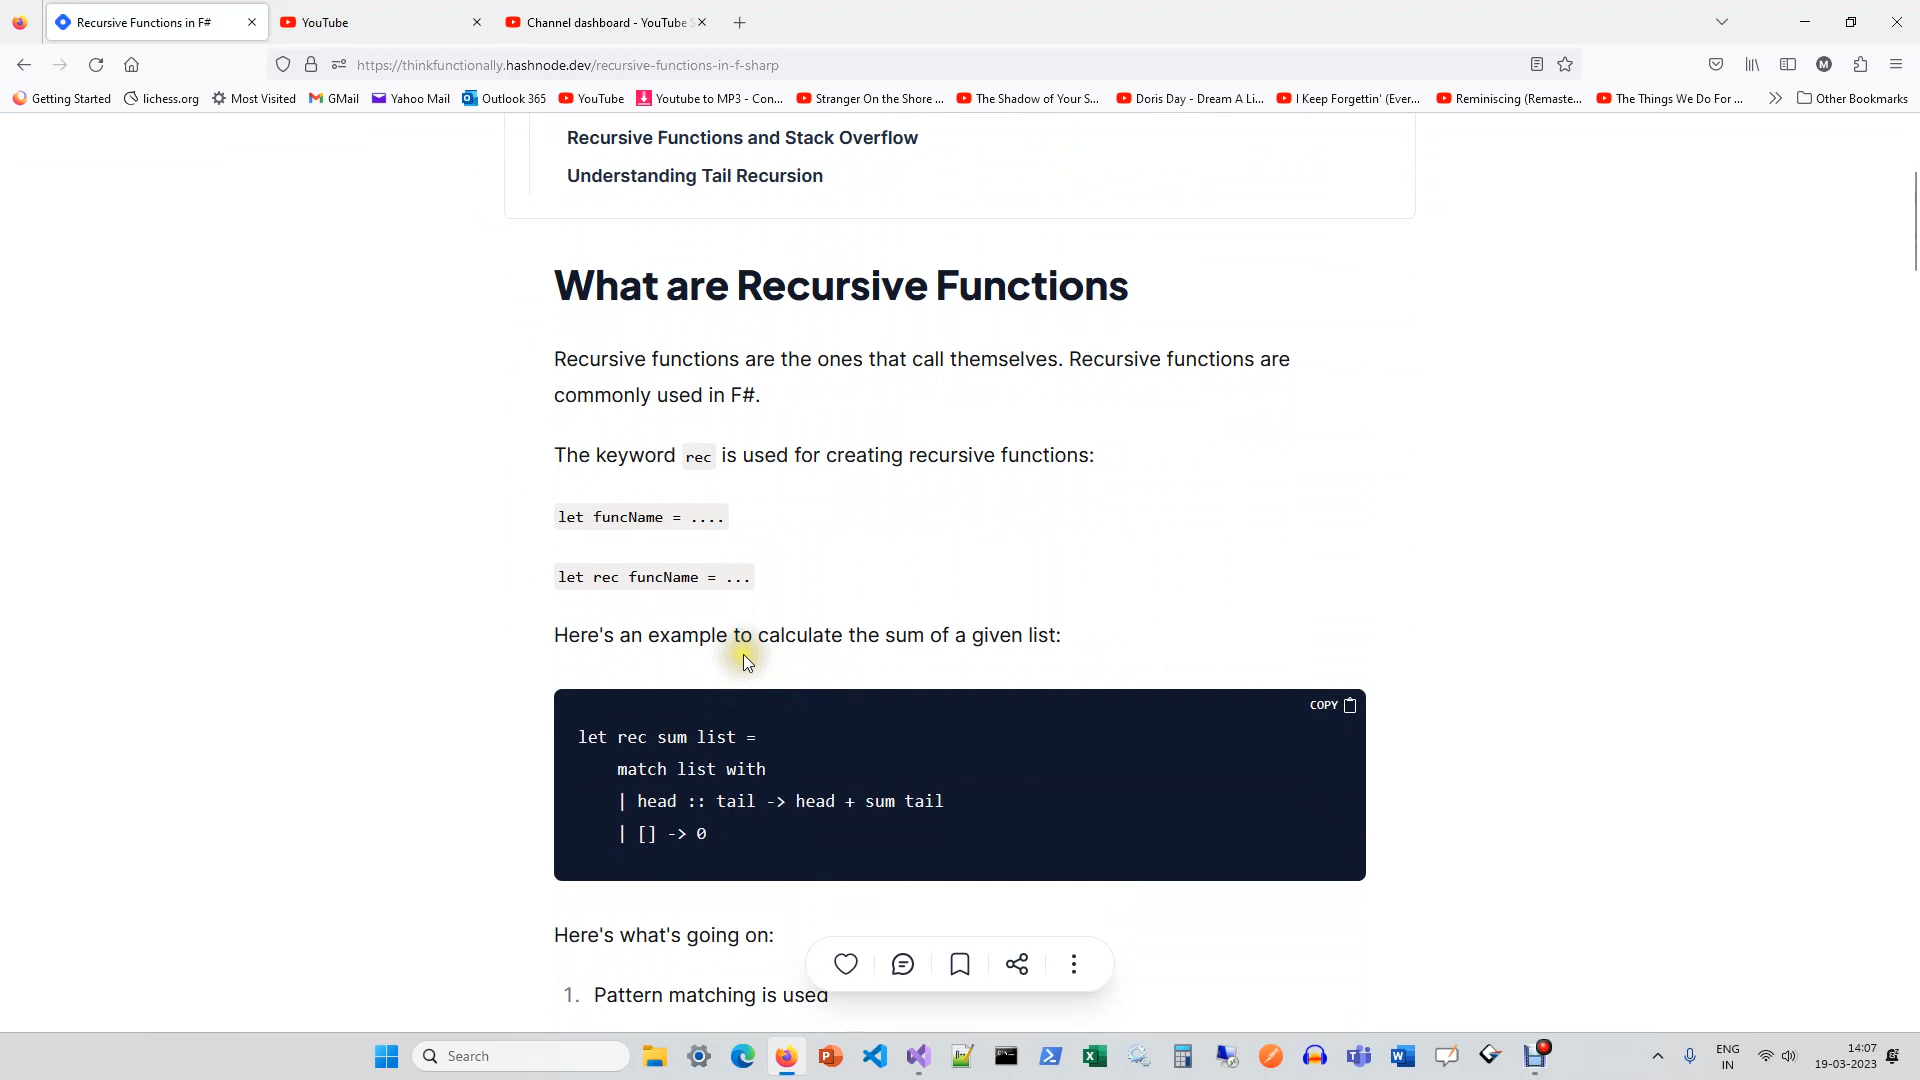 Recursive Functions in F#
YouTube
Channel dashboard - YouTube S
https://thinkfunctionally.hashnode.dev/recursive-functions-in-f-sharp
M
Getting Started
lichess.org
Most Visited
GMail
Yahoo Mail
Outlook 365
YouTube
Youtube to MP3 - Con...
Stranger On the Shore ...
The Shadow of Your S...
Doris Day - Dream A Li...
I Keep Forgettin' (Ever...
Reminiscing (Remaste...
The Things We Do For ...
Other Bookmarks
Recursive Functions and Stack Overflow
Understanding Tail Recursion
What are Recursive Functions
Recursive functions are the ones that call themselves. Recursive functions are
commonly used in F#.
The keyword rec is used for creating recursive functions:
let funcName = ....
let rec funcName = ...
Here's an example to calculate the sum of a given list:
COPY
let rec sum list =
match list with
| head :: tail -> head + sum tail
| [] -> 0
Here's what's going on:
1. Pattern matching is used
Search
ENG
IN
14:07
19-03-2023